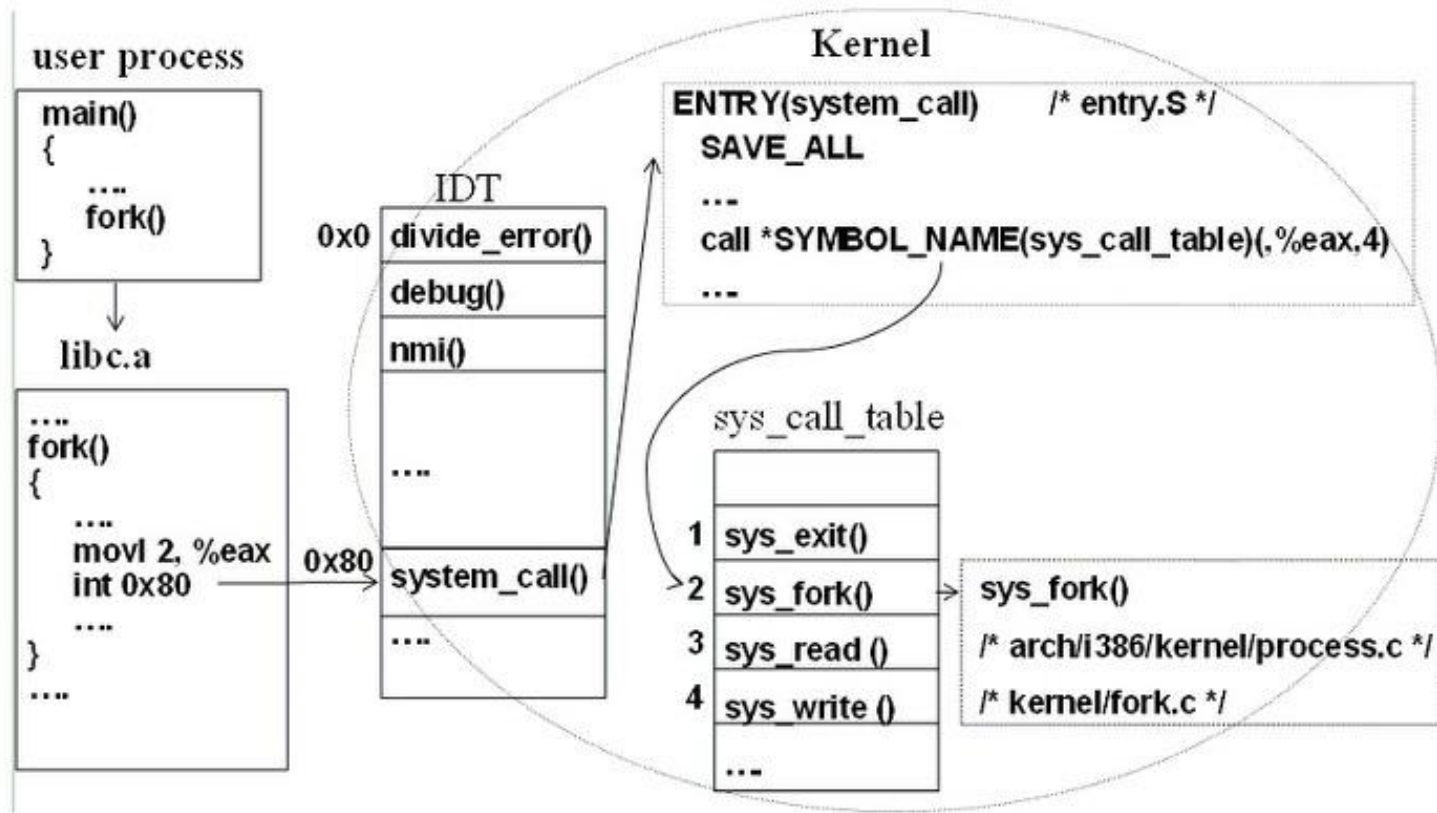 user process
main()
{
....
fork()
}
libc.a
....
fork()
{
....
movl 2, %eax
int 0x80
....
}
....
IDT
0x0 divide_error()
debug()
nmi()
....
0x80 system_call()
....
Kernel
ENTRY(system_call) /* entry.S */
SAVE_ALL
....
call *SYMBOL_NAME(sys_call_table)(,%eax,4)
....
sys_call_table
1 sys_exit()
2 sys_fork()
3 sys_read ()
4 sys_write ()
....
sys_fork()
/* arch/i386/kernel/process.c */
/* kernel/fork.c */